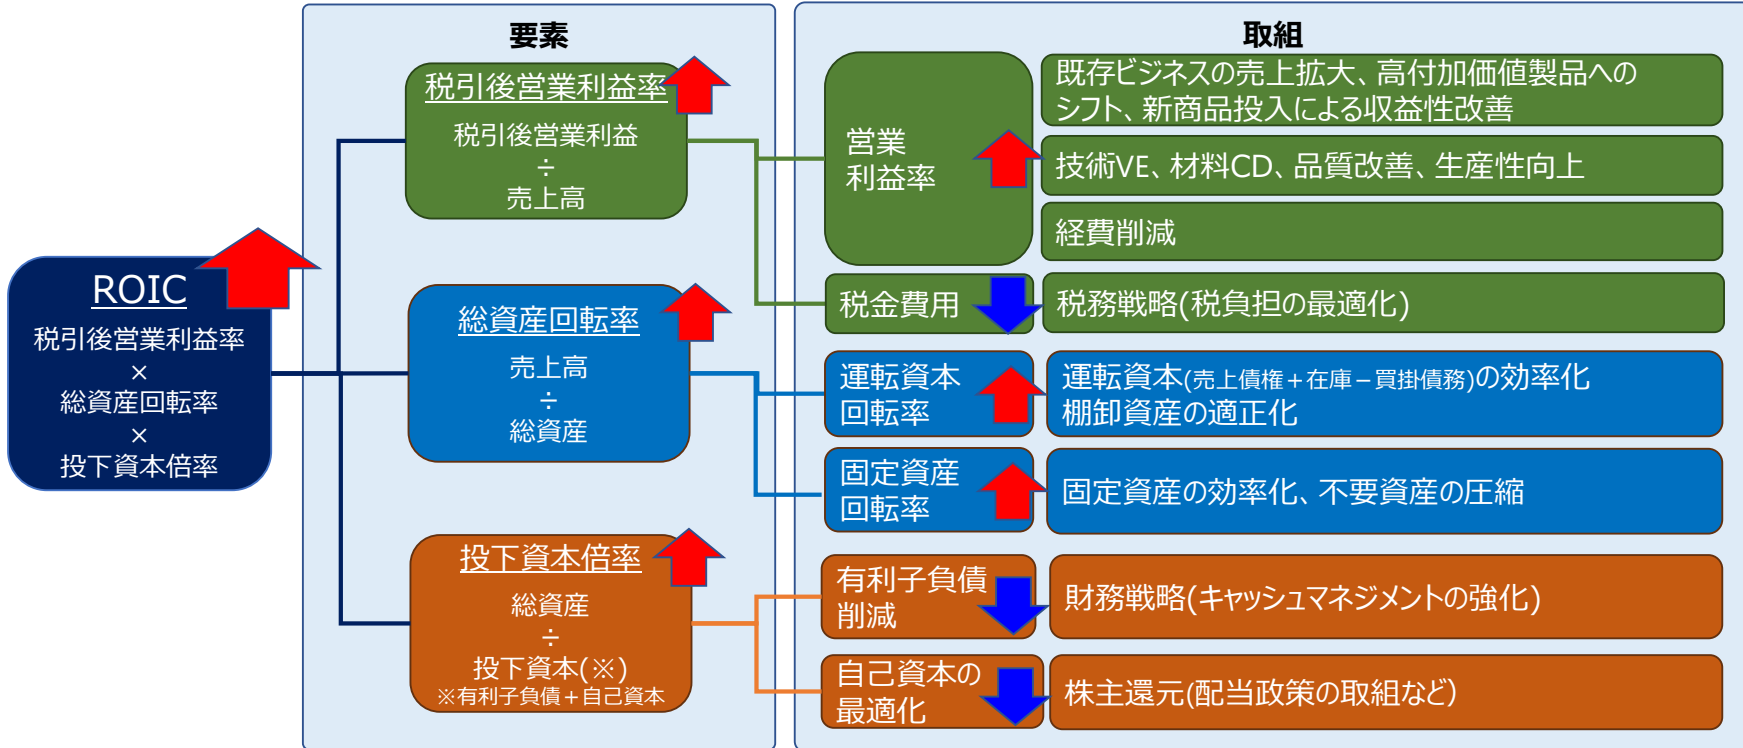 要素
取組
ROIC
税引後営業利益率
×
総資産回転率
×
投下資本倍率
税引後営業利益率
税引後営業利益
÷
売上高
総資産回転率
売上高
÷
総資産
投下資本倍率
総資産
÷
投下資本(※)
※有利子負債＋自己資本
営業
利益率
既存ビジネスの売上拡大、高付加価値製品への
シフト、新商品投入による収益性改善
技術VE、材料CD、品質改善、生産性向上
経費削減
税金費用
税務戦略(税負担の最適化)
運転資本
回転率
運転資本(売上債権＋在庫－買掛債務)の効率化
棚卸資産の適正化
固定資産
回転率
固定資産の効率化、不要資産の圧縮
有利子負債
削減
財務戦略(キャッシュマネジメントの強化)
自己資本の
最適化
株主還元(配当政策の取組など)